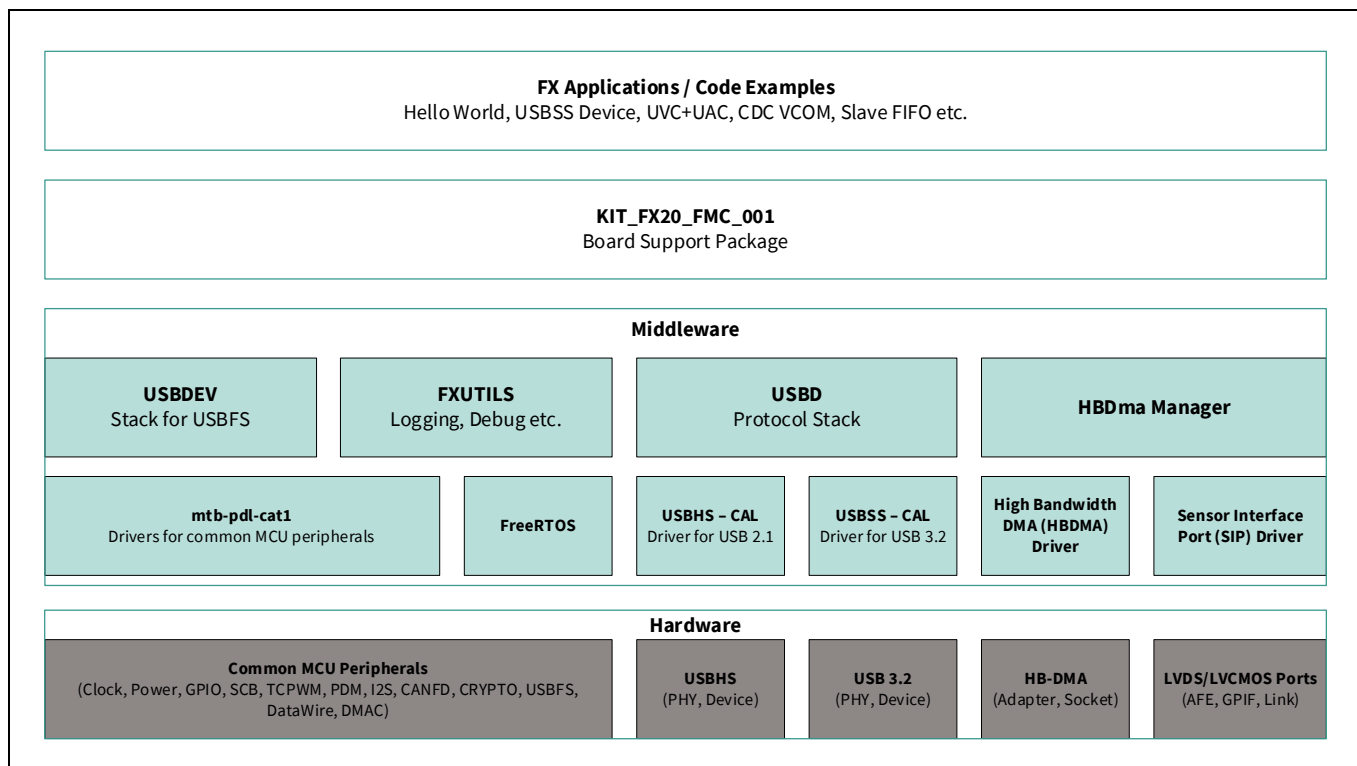 FX Applications / Code Examples
Hello World, USBSS Device, UVC+UAC, CDC VCOM, Slave FIFO etc.
KIT_FX20_FMC_001
Board Support Package
Middleware
USBDEV
Stack for USBFS
FXUTILS
Logging, Debug etc.
USBD
Protocol Stack
HBDma Manager
mtb-pdl-cat1
Drivers for common MCU peripherals
FreeRTOS
USBHS – CAL
Driver for USB 2.1
USBSS – CAL
Driver for USB 3.2
High Bandwidth
DMA (HBDMA)
Driver
Sensor Interface
Port (SIP) Driver
Hardware
Common MCU Peripherals
(Clock, Power, GPIO, SCB, TCPWM, PDM, I2S, CANFD, CRYPTO, USBFS,
DataWire, DMAC)
USBHS
(PHY, Device)
USB 3.2
(PHY, Device)
HB-DMA
(Adapter, Socket)
LVDS/LVCMOS Ports
(AFE, GPIF, Link)